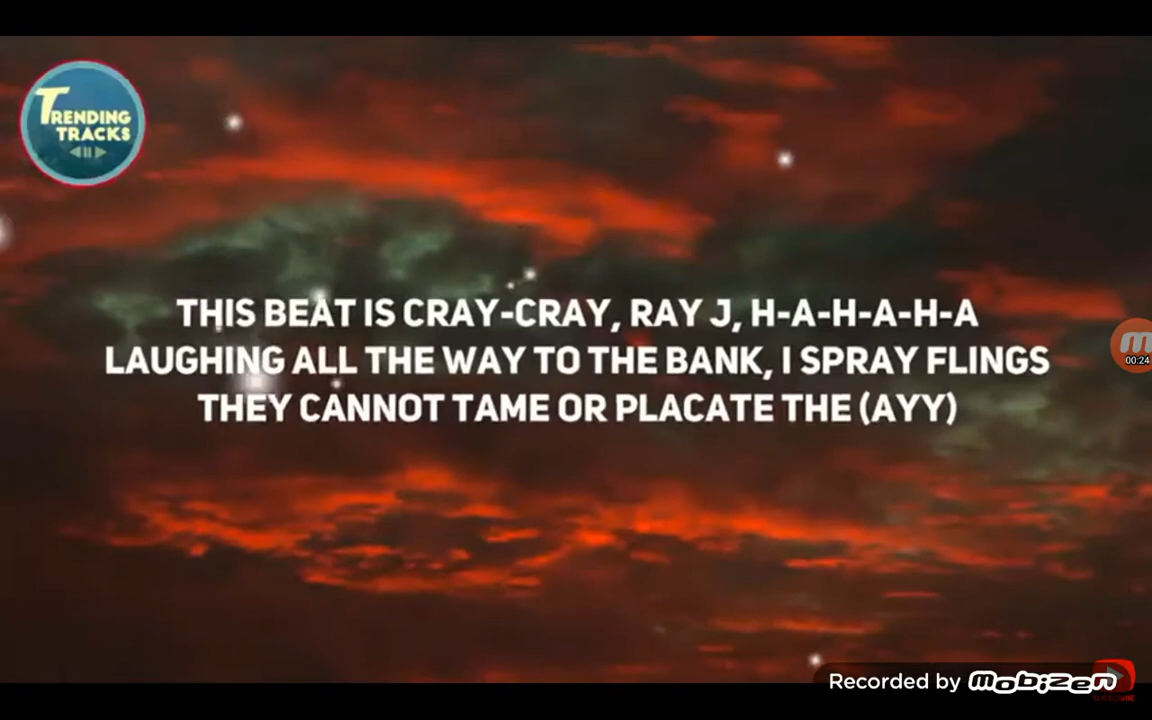 TRENDING
TRACKS
THIS BEAT IS CRAY-CRAY, RAY J, H-A-H-A-H-A
LAUGHING ALL THE WAY TO THE BANK, I SPRAY FLINGS
THEY CANNOT TAME OR PLACATE THE (AYY)
00:24
Recorded by mobizen
SUBSCRIBE